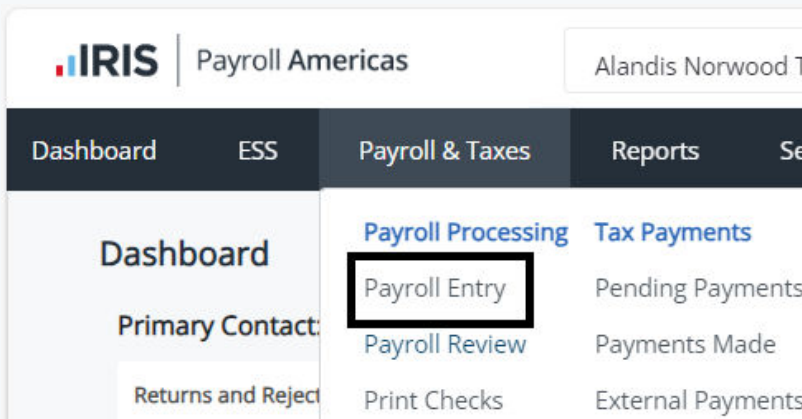 IRIS Payroll Americas
Alandis Norwood
Dashboard ESS Payroll & Taxes Reports
Dashboard
Payroll Processing Tax Payments
Payroll Entry Pending Payments
Primary Contact:
Payroll Review Payments Made
Returns and Reject
Print Checks External Payments